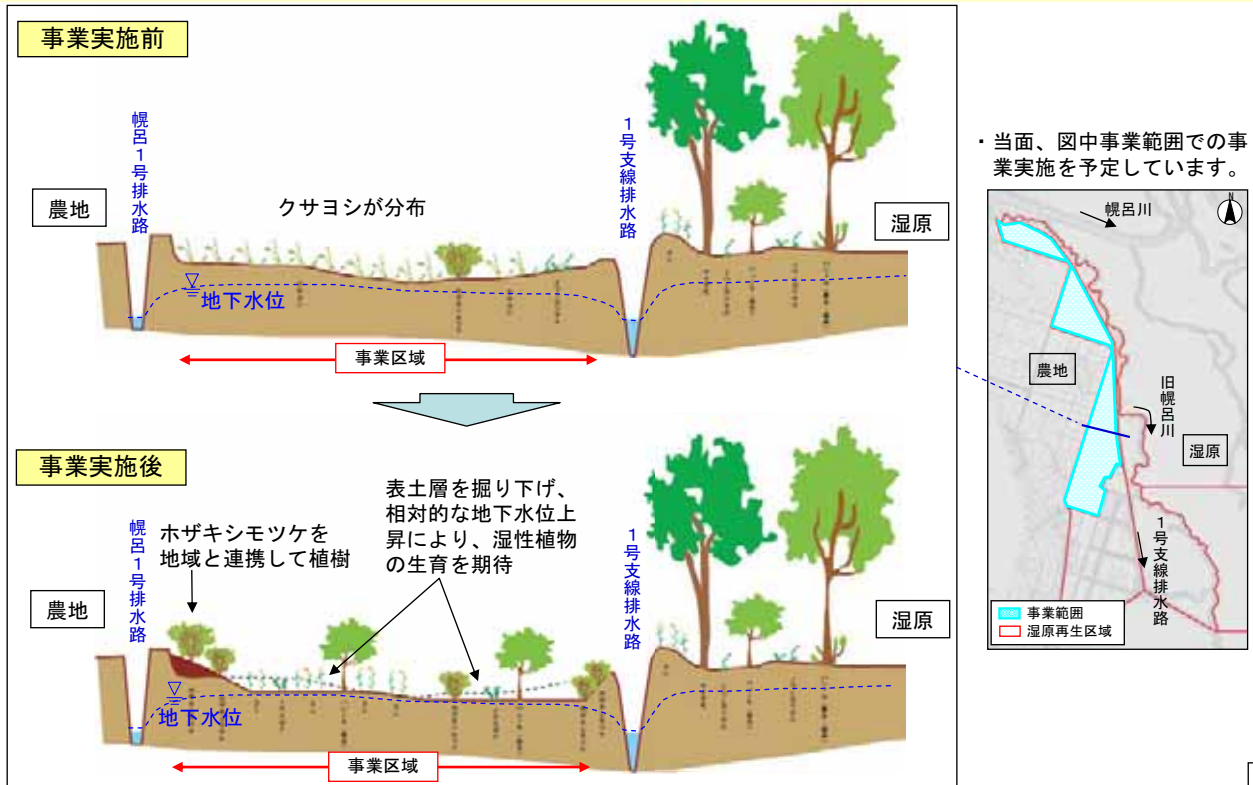 事業実施前
幌呂1号排水路
1号支線排水路
農地
クサヨシが分布
湿原
地下水位
事業区域
事業実施後
幌呂1号排水路
ホザキシモツケを
地域と連携して植樹
表土層を掘り下げ、
相対的な地下水位上
昇により、湿性植物
の生育を期待
1号支線排水路
農地
湿原
地下水位
事業区域
・当面、図中事業範囲での事
業実施を予定しています。
幌呂川
N
農地
旧幌呂川
湿原
1号支線排水路
事業範囲
湿原再生区域